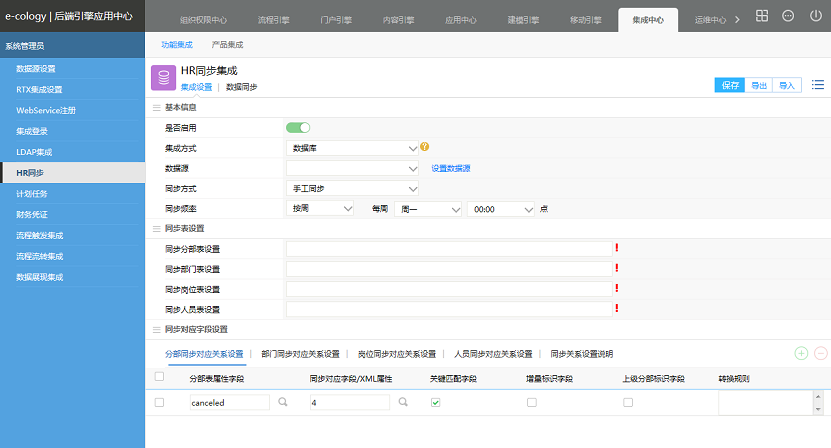 e-cology | 后端引擎应用中心
组织权限中心 流程引擎 门户引擎 内容引擎 应用中心 建模引擎 移动引擎 集成中心 运维中心
系统管理员
数据源设置
RTX集成设置
WebService注册
集成登录
LDAP集成
HR同步
计划任务
财务凭证
流程触发集成
流程流转集成
数据展现集成
功能集成 产品集成
HR同步集成
集成设置 | 数据同步
保存 导出 导入
基本信息
是否启用
集成方式 数据库 ?
数据源 设置数据源
同步方式 手工同步
同步频率 按周 每周 周一 00:00 点
同步表设置
同步分部表设置 !
同步部门表设置 !
同步岗位表设置 !
同步人员表设置 !
同步对应字段设置
分部同步对应关系设置 | 部门同步对应关系设置 | 岗位同步对应关系设置 | 人员同步对应关系设置 | 同步关系设置说明
分部表属性字段 同步对应字段/XML属性 关键匹配字段 增量标识字段 上级分部标识字段 转换规则
canceled 4